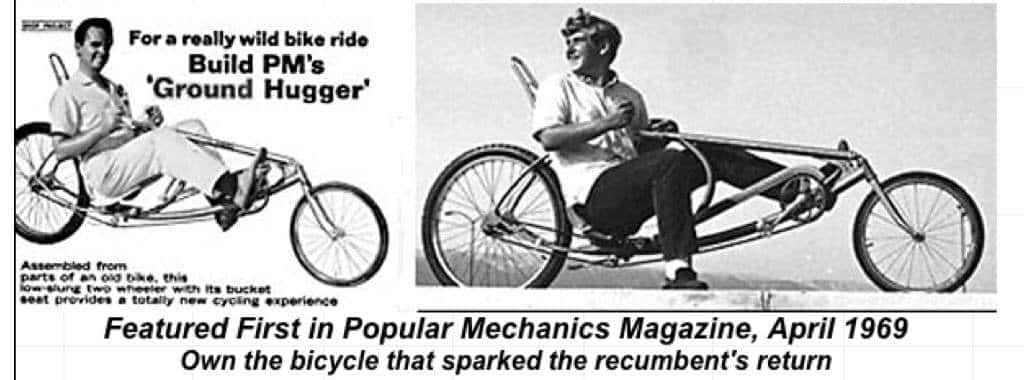 SHOP PROJECT
For a really wild bike ride
Build PM's
'Ground Hugger'
Assembled from
parts of an old bike, this
low-slung two wheeler with its bucket
seat provides a totally new cycling experience
Featured First in Popular Mechanics Magazine, April 1969
Own the bicycle that sparked the recumbent's return